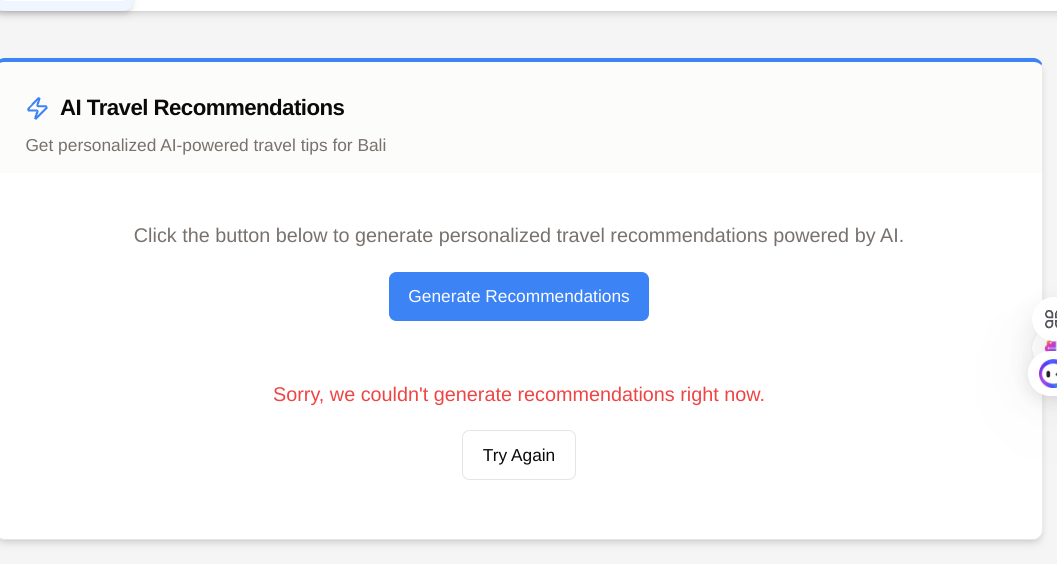 AI Travel Recommendations
Get personalized AI-powered travel tips for Bali
Click the button below to generate personalized travel recommendations powered by AI.
Generate Recommendations
Sorry, we couldn't generate recommendations right now.
Try Again